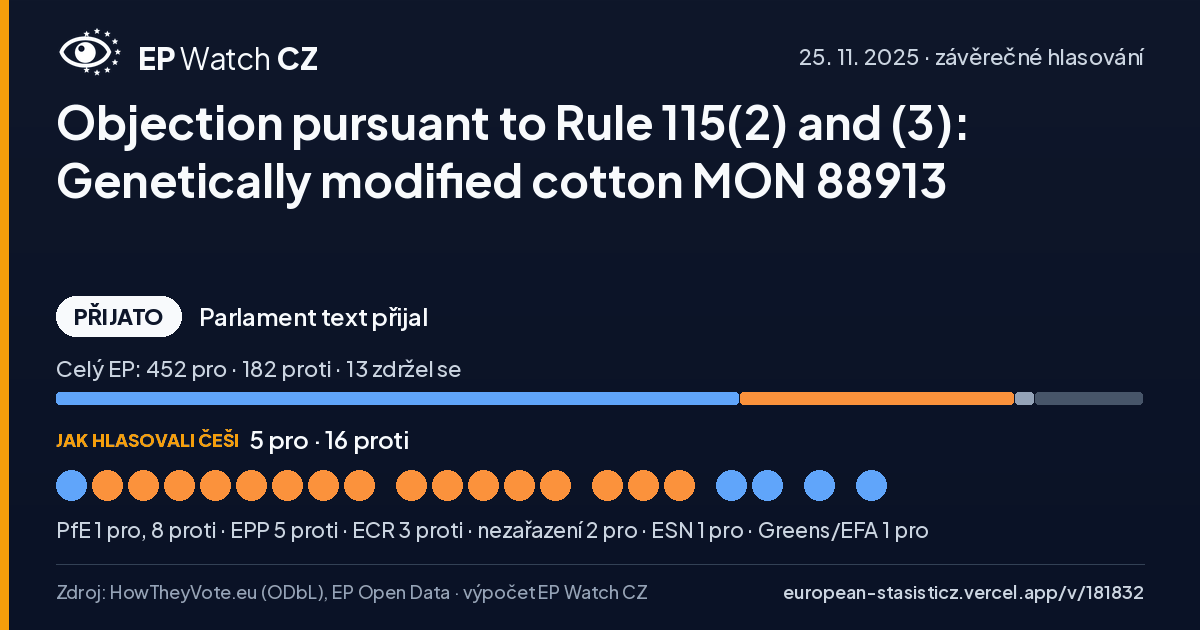 EP Watch CZ
25. 11. 2025 · závěrečné hlasování
Objection pursuant to Rule 115(2) and (3):
Genetically modified cotton MON 88913
PŘIJATO Parlament text přijal
Celý EP: 452 pro · 182 proti · 13 zdržel se
JAK HLASOVALI ČEŠI 5 pro · 16 proti
PfE 1 pro, 8 proti · EPP 5 proti · ECR 3 proti · nezařazení 2 pro · ESN 1 pro · Greens/EFA 1 pro
Zdroj: HowTheyVote.eu (ODbL), EP Open Data · výpočet EP Watch CZ
european-stasisticz.vercel.app/v/181832